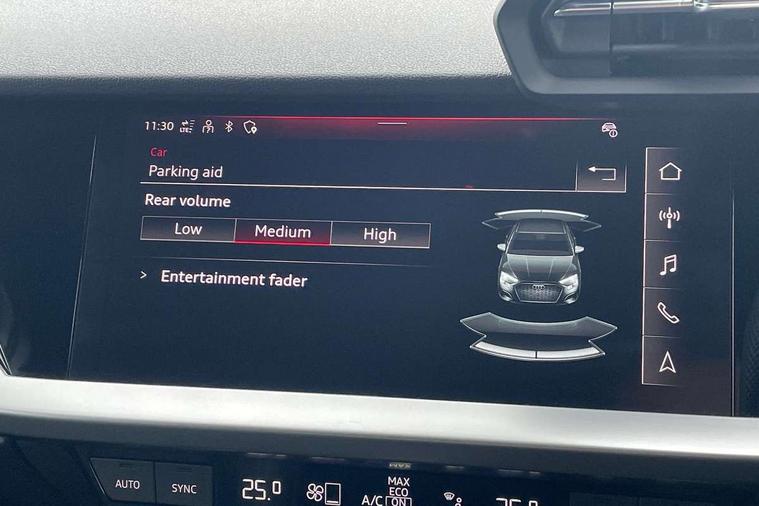 11:30 LTE
Car
Parking aid
Rear volume
Low Medium High
> Entertainment fader
AUTO SYNC 25.0 A/C MAX
ECO
ON